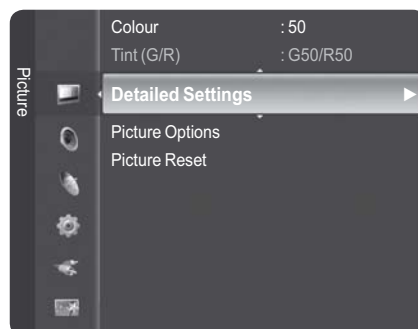 Picture
Colour : 50
Tint (G/R) : G50/R50
Detailed Settings
Picture Options
Picture Reset